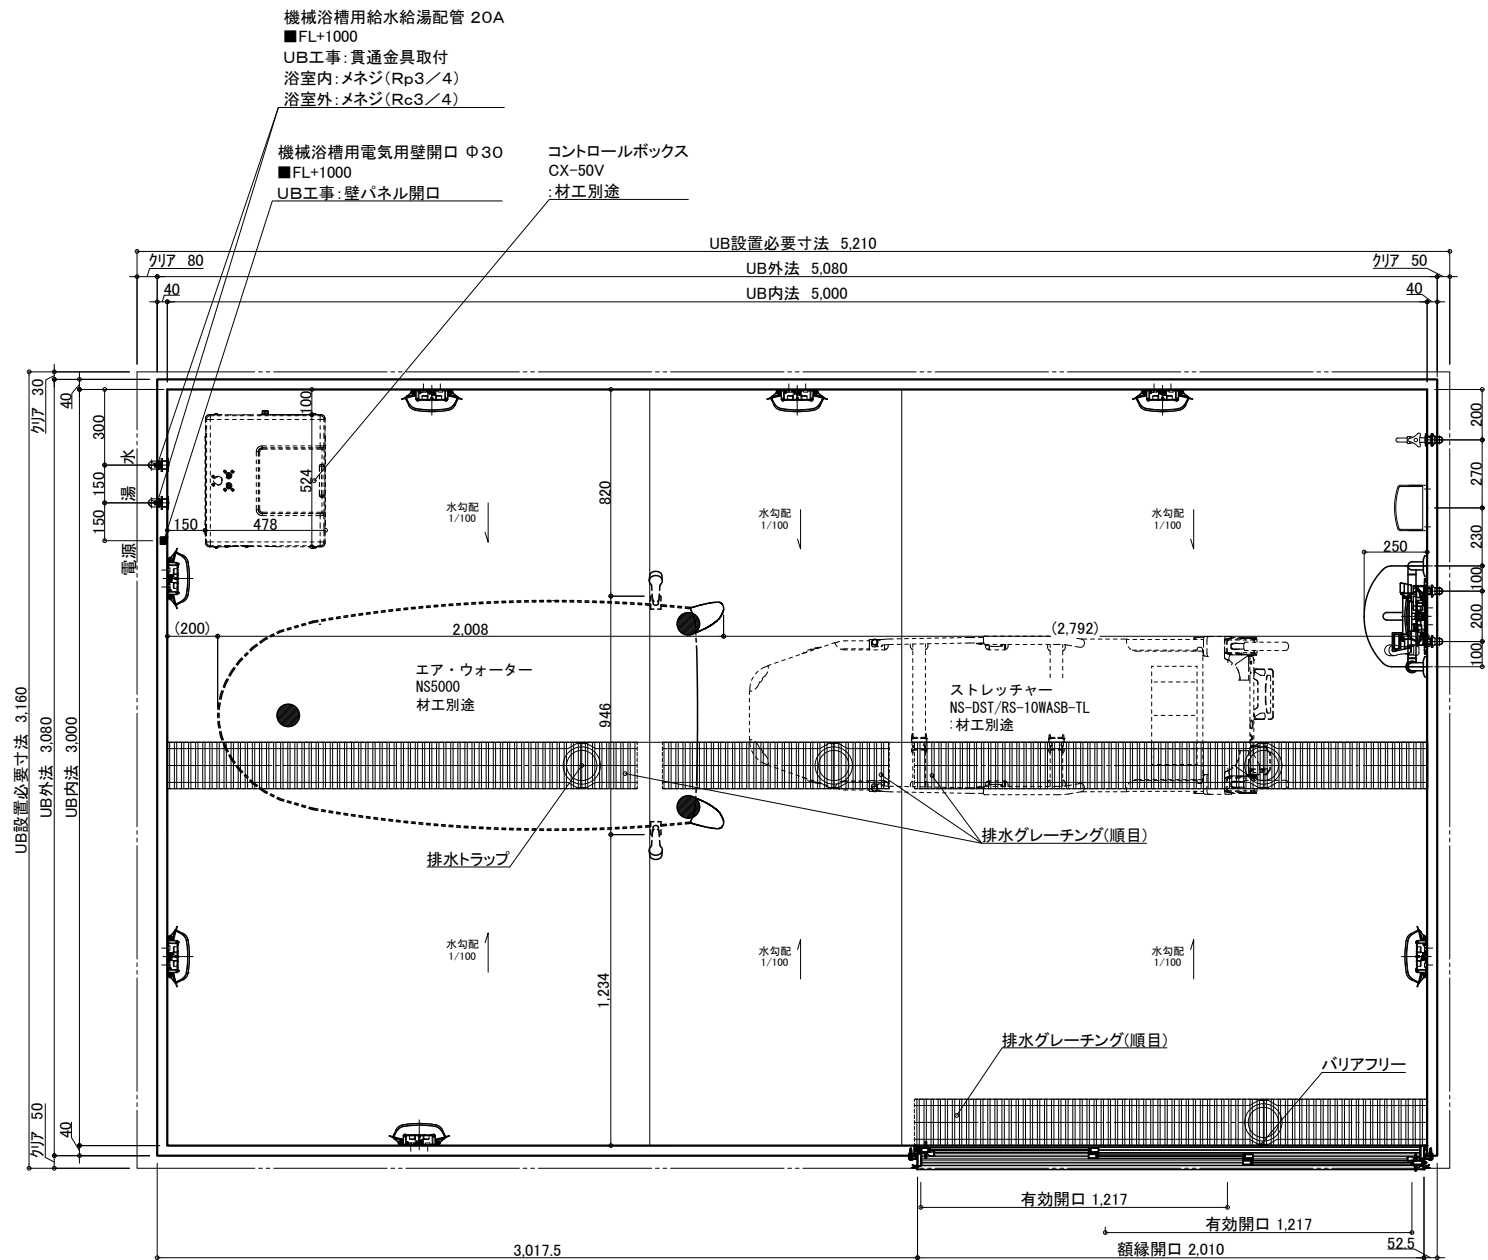 機械浴槽用給水給湯配管 20A
■FL+1000
UB工事:貫通金具取付
浴室内:メネジ(Rp3／4)
浴室外:メネジ(Rc3／4)
機械浴槽用電気用壁開口 Φ30
■FL+1000
UB工事:壁パネル開口
コントロールボックス
CX-50V
:材工別途
UB設置必要寸法 5,210
クリア 80
UB外法 5,080
クリア 50
40
UB内法 5,000
40
クリア 30
40
300
150
150
水
湯
電源
100
524
150
478
820
水勾配
1/100
水勾配
1/100
水勾配
1/100
200
270
230
250
100
200
100
(200)
2,008
(2,792)
エア・ウォーター
NS5000
材工別途
946
ストレッチャー
NS-DST/RS-10WASB-TL
:材工別途
UB設置必要寸法 3,160
UB外法 3,080
UB内法 3,000
排水トラップ
排水グレーチング(順目)
水勾配
1/100
水勾配
1/100
水勾配
1/100
1,234
排水グレーチング(順目)
バリアフリー
クリア 50
40
有効開口 1,217
有効開口 1,217
3,017.5
額縁開口 2,010
52.5